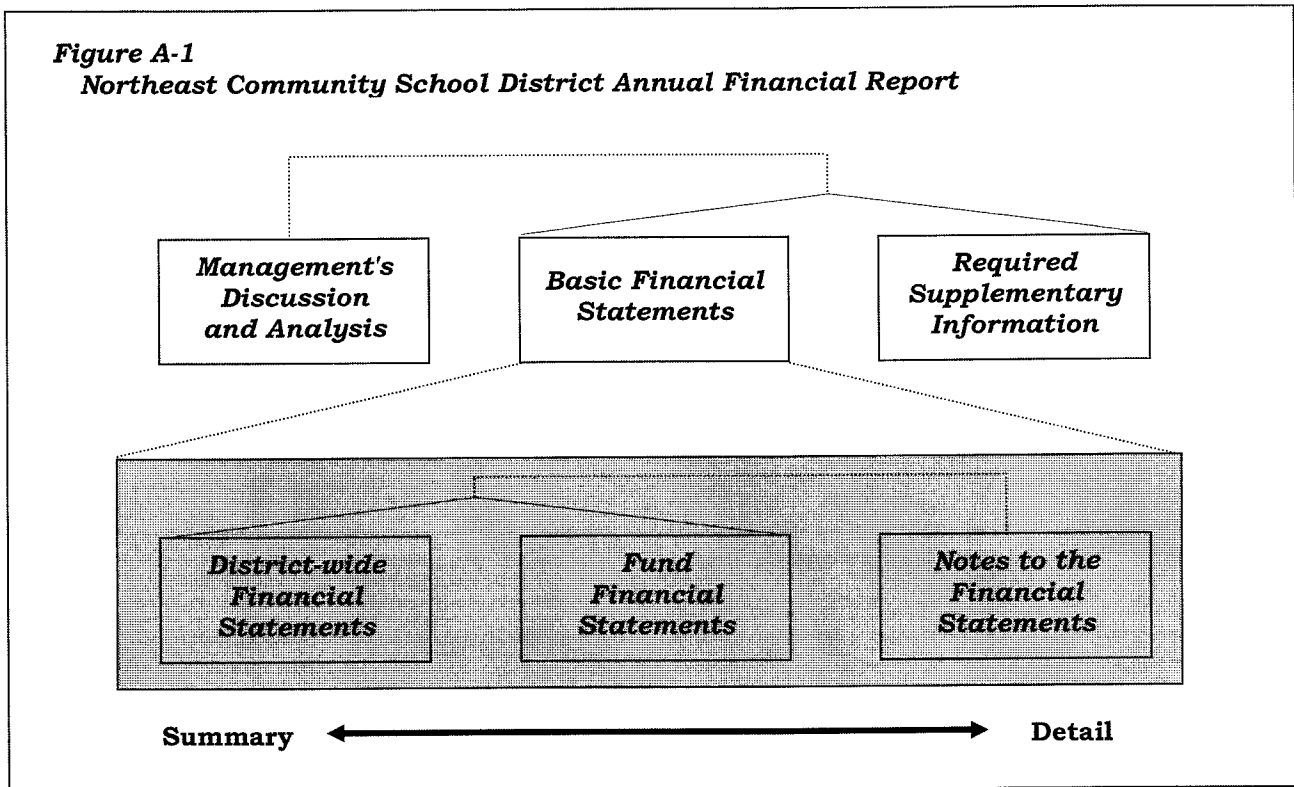 Figure A-1
Northeast Community School District Annual Financial Report
Management's
Discussion
and Analysis
Basic Financial
Statements
Required
Supplementary
Information
District-wide
Financial
Statements
Fund
Financial
Statements
Notes to the
Financial
Statements
Summary
Detail